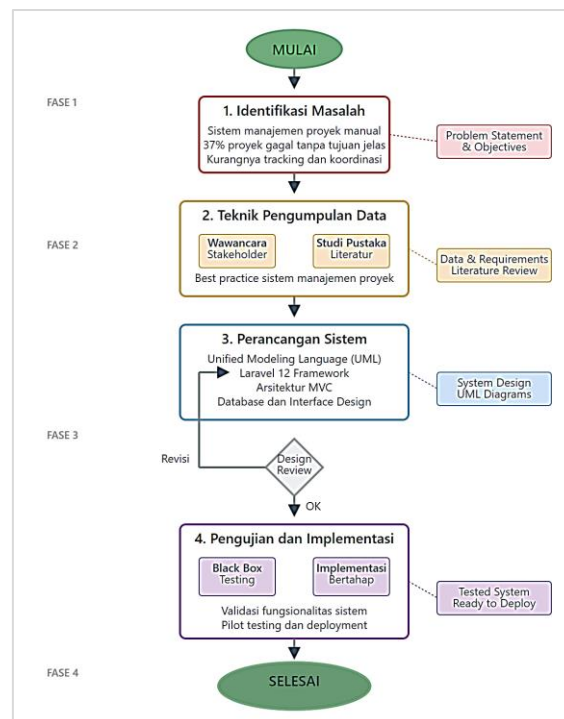 MULAI
FASE 1
1. Identifikasi Masalah
Sistem manajemen proyek manual
37% proyek gagal tanpa tujuan jelas
Kurangnya tracking dan koordinasi
Problem Statement
& Objectives
2. Teknik Pengumpulan Data
FASE 2
Wawancara
Stakeholder
Studi Pustaka
Literatur
Best practice sistem manajemen proyek
Data & Requirements
Literature Review
3. Perancangan Sistem
Unified Modeling Language (UML)
Laravel 12 Framework
Arsitektur MVC
Database dan Interface Design
System Design
UML Diagrams
FASE 3
Revisi
Design
Review
OK
4. Pengujian dan Implementasi
Black Box
Testing
Implementasi
Bertahap
Validasi fungsionalitas sistem
Pilot testing dan deployment
Tested System
Ready to Deploy
FASE 4
SELESAI